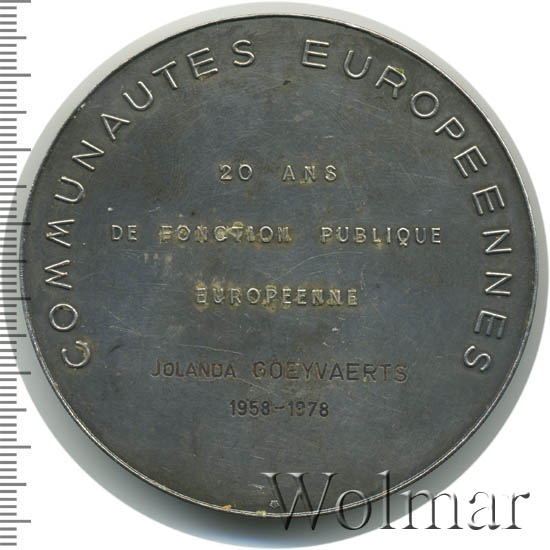 COMMUNAUTES EUROPEENNES
20 ANS
DE FONCTION PUBLIQUE
EUROPEENNE
JOLANDA GOEYVAERTS
1958-1978
Wolmar